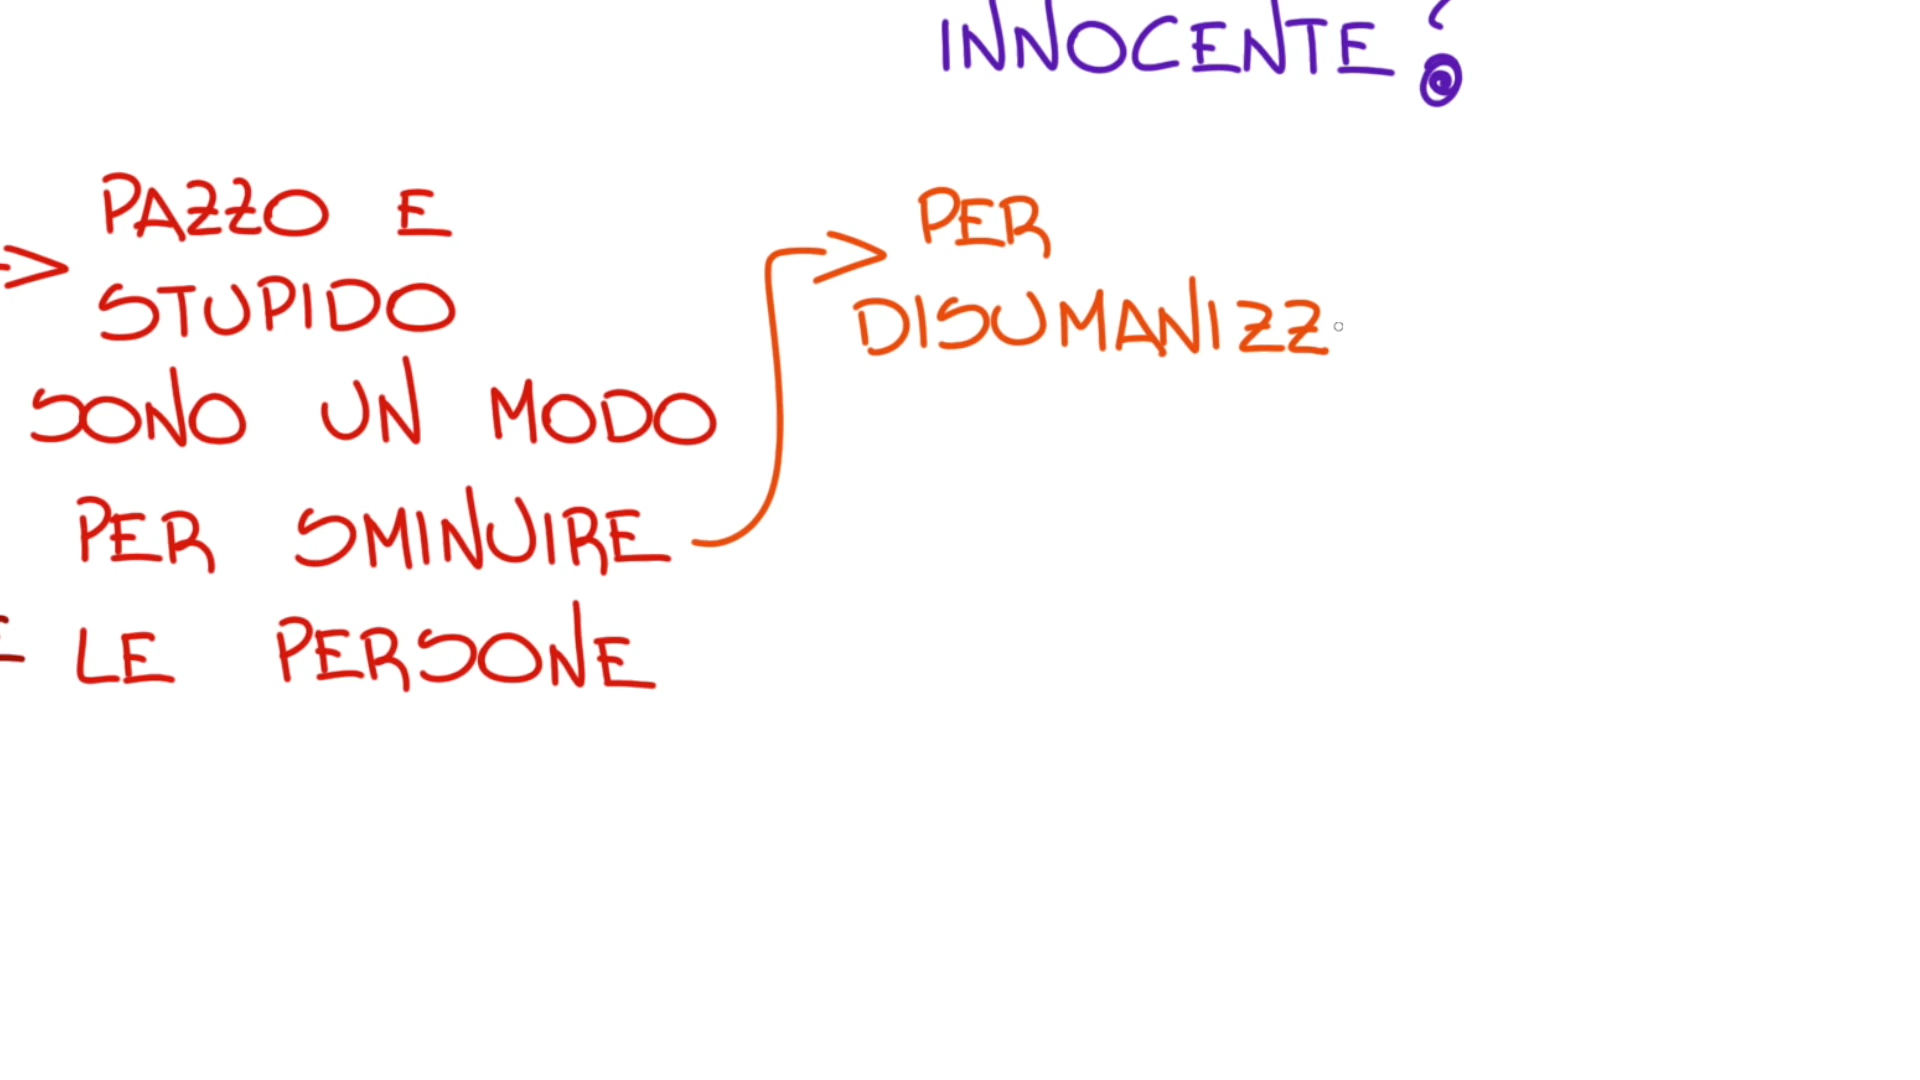 INNOCENTE?
PAZZO E
STUPIDO
SONO UN MODO
PER SMINUIRE
LE PERSONE
PER
DISUMANIZZ